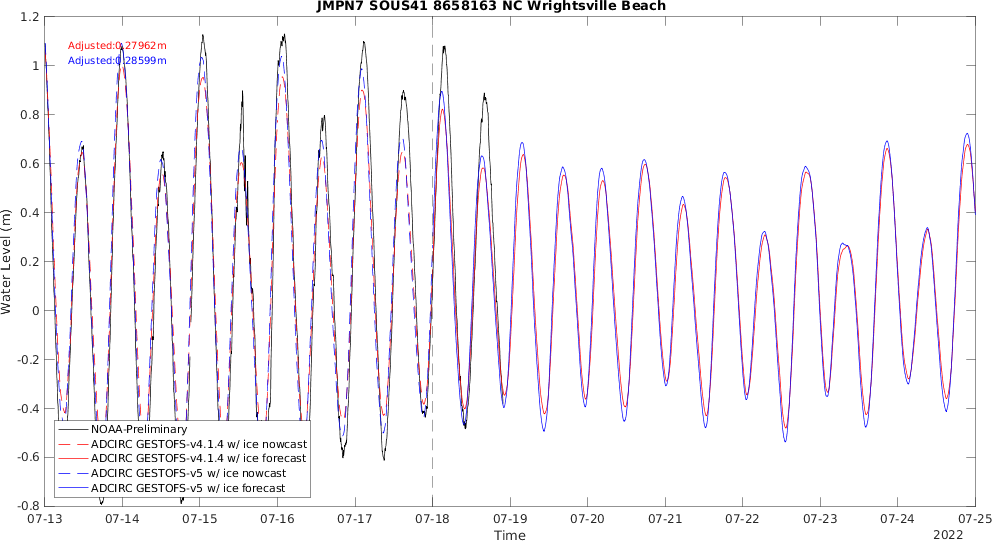 JMPN7 SOUS41 8658163 NC Wrightsville Beach
1.2
1
0.8
0.6
0.4
0.2
0
-0.2
-0.4
-0.6
-0.8
Water Level (m)
Adjusted:0.27962m
Adjusted:0.28599m
NOAA-Preliminary
ADCIRC GESTOFS-v4.1.4 w/ ice nowcast
ADCIRC GESTOFS-v4.1.4 w/ ice forecast
ADCIRC GESTOFS-v5 w/ ice nowcast
ADCIRC GESTOFS-v5 w/ ice forecast
07-13 07-14 07-15 07-16 07-17 07-18 07-19 07-20 07-21 07-22 07-23 07-24 07-25
Time
2022